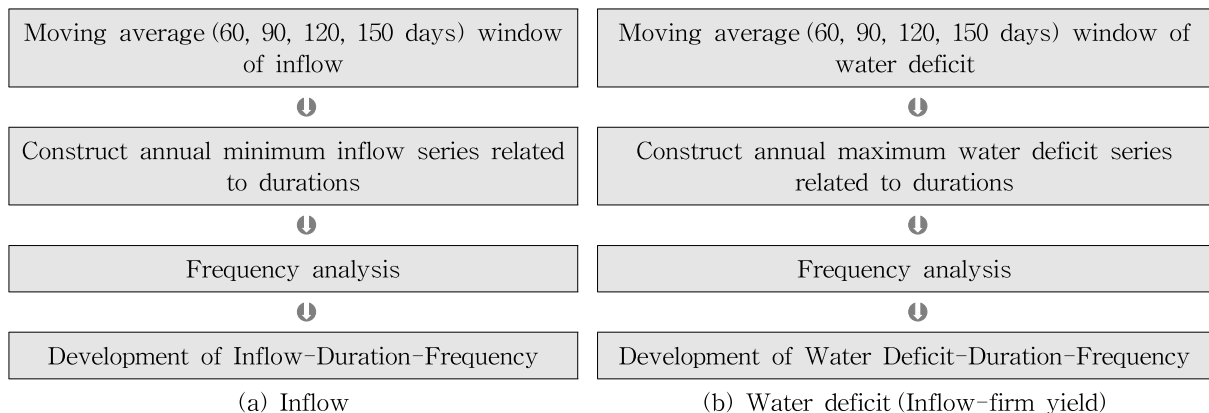 Moving average (60, 90, 120, 150 days) window
of inflow
Construct annual minimum inflow series related
to durations
Frequency analysis
Development of Inflow-Duration-Frequency
(a) Inflow
Moving average (60, 90, 120, 150 days) window of
water deficit
Construct annual maximum water deficit series
related to durations
Frequency analysis
Development of Water Deficit-Duration-Frequency
(b) Water deficit (Inflow-firm yield)